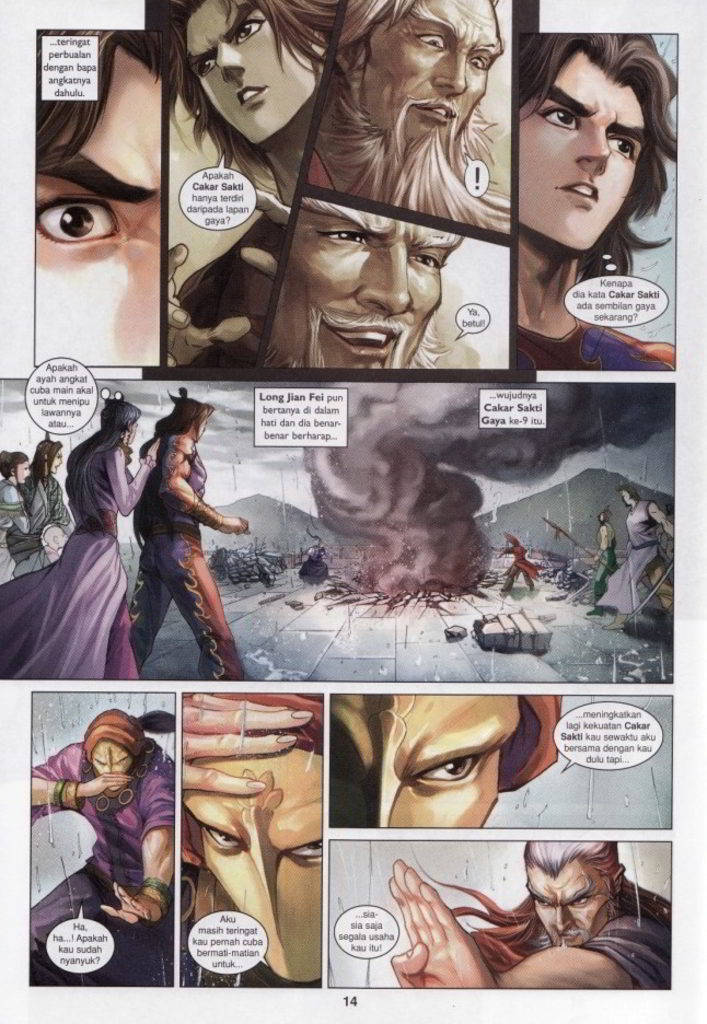 ...teringat
perbualan
dengan bapa
angkatnya
dahulu.
Apakah
Cakar Sakti
hanya terdiri
daripada lapan
gaya?
!
Ya,
betul!
Kenapa
dia kata Cakar Sakti
ada sembilan gaya
sekarang?
Apakah
ayah angkat
cuba main akal
untuk menipu
lawannya
atau...
Long Jian Fei pun
bertanya di dalam
hati dan dia benar-
benar berharap...
...wujudnya
Cakar Sakti
Gaya ke-9 itu.
Ha,
ha...! Apakah
kau sudah
nyanyuk?
Aku
masih teringat
kau pernah cuba
bermati-matian
untuk...
...meningkatkan
lagi kekuatan Cakar
Sakti kau sewaktu aku
bersama dengan kau
dulu tapi...
...sia-
sia saja
segala usaha
kau itu!
14